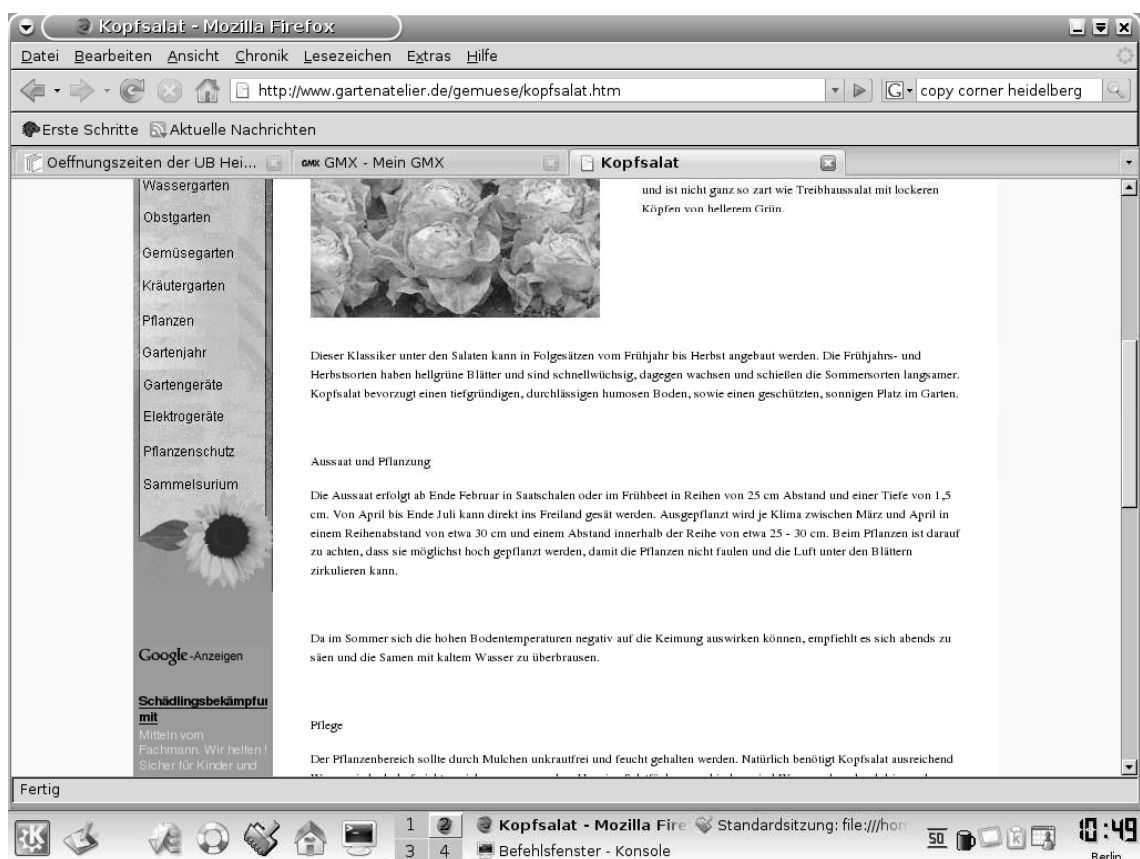 Kopfsalat - Mozilla Firefox
Datei Bearbeiten Ansicht Chronik Lesezeichen Extras Hilfe
http://www.gartenatelier.de/gemuese/kopfsalat.htm
G copy corner heidelberg
Erste Schritte Aktuelle Nachrichten
Oeffnungszeiten der UB Hei... GMX GMX - Mein GMX Kopfsalat
Wassergarten
Obstgarten
Gemüsegarten
Kräutergarten
Pflanzen
Gartenjahr
Gartengeräte
Elektrogeräte
Pflanzenschutz
Sammelsurium
Google-Anzeigen
Schädlingsbekämpfun
mit
Mitteln vom
Fachmann. Wir helfen !
Sicher für Kinder und
und ist nicht ganz so zart wie Treibhaussalat mit lockeren
Köpfen von hellerem Grün.
Dieser Klassiker unter den Salaten kann in Folgesätzen vom Frühjahr bis Herbst angebaut werden. Die Frühjahrs- und
Herbstsorten haben hellgrüne Blätter und sind schnellwüchsig, dagegen wachsen und schießen die Sommersorten langsamer.
Kopfsalat bevorzugt einen tiefgründigen, durchlässigen humosen Boden, sowie einen geschützten, sonnigen Platz im Garten.
Aussaat und Pflanzung
Die Aussaat erfolgt ab Ende Februar in Saatschalen oder im Frühbeet in Reihen von 25 cm Abstand und einer Tiefe von 1,5
cm. Von April bis Ende Juli kann direkt ins Freiland gesät werden. Ausgepflanzt wird je Klima zwischen März und April in
einem Reihenabstand von etwa 30 cm und einem Abstand innerhalb der Reihe von etwa 25 - 30 cm. Beim Pflanzen ist darauf
zu achten, dass sie möglichst hoch gepflanzt werden, damit die Pflanzen nicht faulen und die Luft unter den Blättern
zirkulieren kann.
Da im Sommer sich die hohen Bodentemperaturen negativ auf die Keimung auswirken können, empfiehlt es sich abends zu
säen und die Samen mit kaltem Wasser zu überbrausen.
Pflege
Der Pflanzenbereich sollte durch Mulchen unkrautfrei und feucht gehalten werden. Natürlich benötigt Kopfsalat ausreichend
Fertig
1 2 Kopfsalat - Mozilla Fire Standardsitzung: file:///hom
3 4 Befehlsfenster - Konsole
50
10:49
Berlin